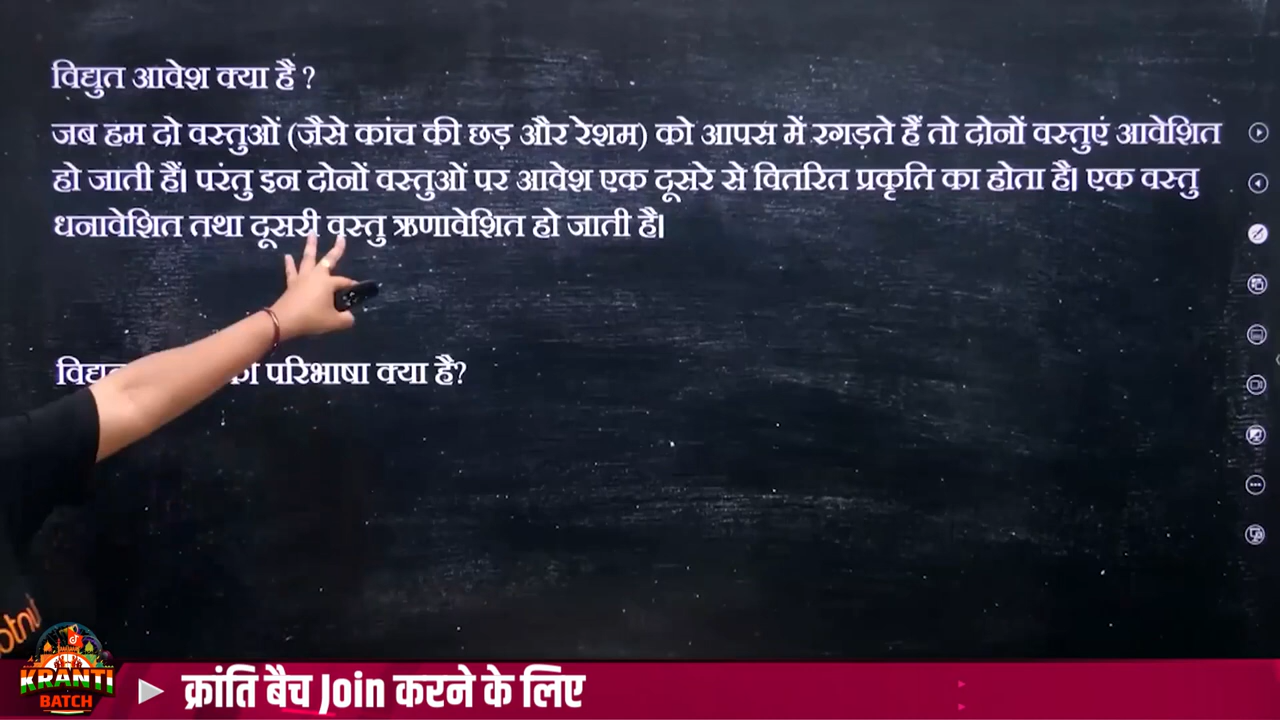 विद्युत आवेश क्या है ?
जब हम दो वस्तुओं (जैसे कांच की छड़ और रेशम) को आपस में रगड़ते हैं तो दोनों वस्तुएं आवेशित
हो जाती हैं। परंतु इन दोनों वस्तुओं पर आवेश एक दूसरे से वितरित प्रकृति का होता है। एक वस्तु
धनावेशित तथा दूसरी वस्तु ऋणावेशित हो जाती है।
की परिभाषा क्या है?
KRANTI
BATCH
क्रांति बैच Join करने के लिए